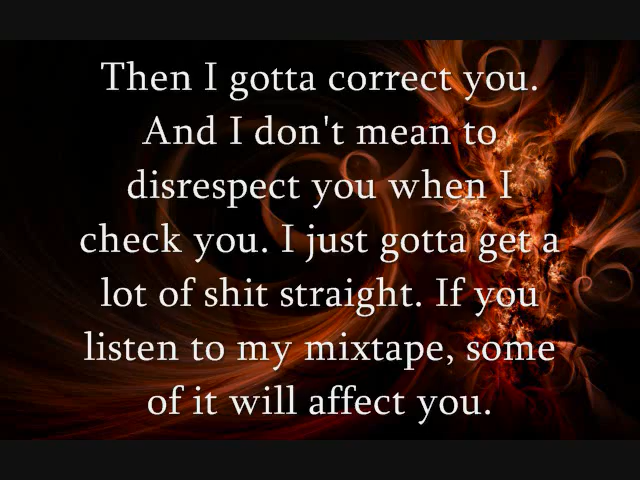 Then I gotta correct you.
And I don't mean to
disrespect you when I
check you. I just gotta get a
lot of shit straight. If you
listen to my mixtape, some
of it will affect you.